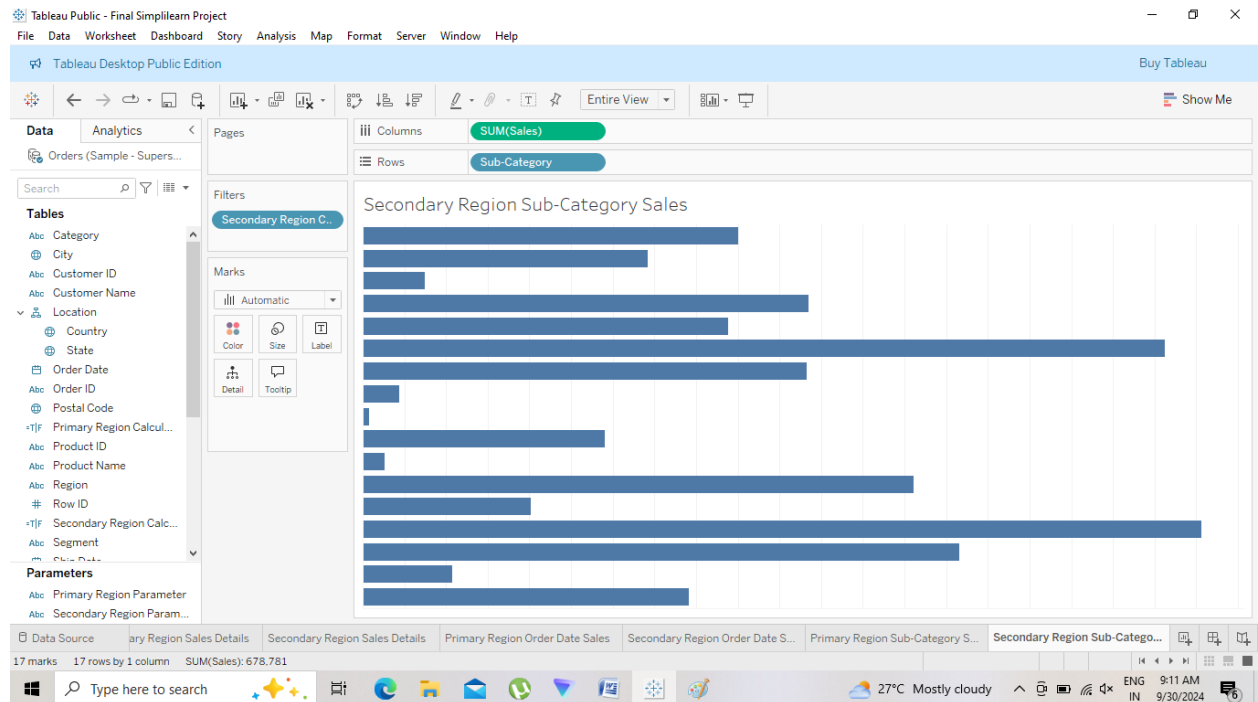 Tableau Public - Final Simplilearn Project
File Data Worksheet Dashboard Story Analysis Map Format Server Window Help
Tableau Desktop Public Edition Buy Tableau
Entire View Show Me
Data Analytics Pages Columns SUM(Sales)
Orders (Sample - Supers... Rows Sub-Category
Search Filters
Tables Secondary Region C.. Secondary Region Sub-Category Sales
Abc Category
City
Abc Customer ID Marks
Abc Customer Name Automatic
Location
Country
State Color Size Label
Order Date
Abc Order ID Detail Tooltip
Postal Code
=T|F Primary Region Calcul...
Abc Product ID
Abc Product Name
Abc Region
# Row ID
=T|F Secondary Region Calc...
Abc Segment
Ship Date
Parameters
Abc Primary Region Parameter
Abc Secondary Region Param...
Data Source ary Region Sales Details Secondary Region Sales Details Primary Region Order Date Sales Secondary Region Order Date S... Primary Region Sub-Category S... Secondary Region Sub-Catego...
17 marks 17 rows by 1 column SUM(Sales): 678,781
Type here to search 27°C Mostly cloudy ENG IN 9:11 AM 9/30/2024 6